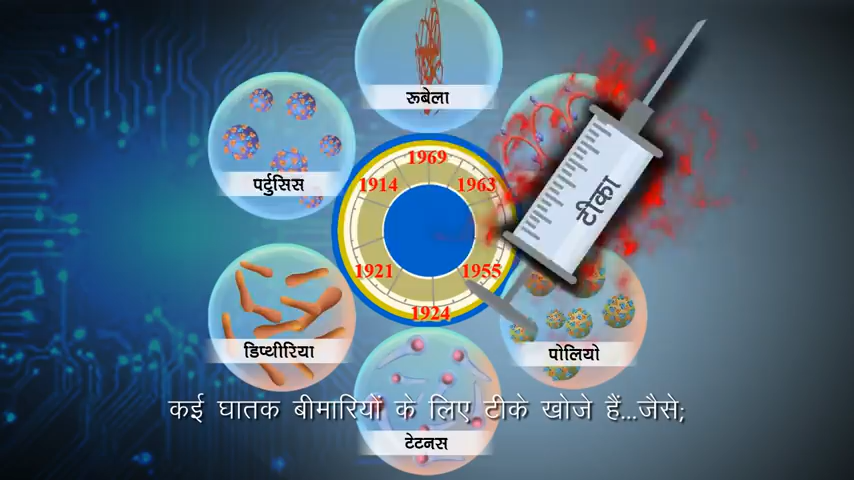 रूबेला
पर्टुसिस
1969
1914
1963
टीका
1921
1955
1924
डिप्थीरिया
पोलियो
कई घातक बीमारियों के लिए टीके खोजे हैं...जैसे;
टेटनस